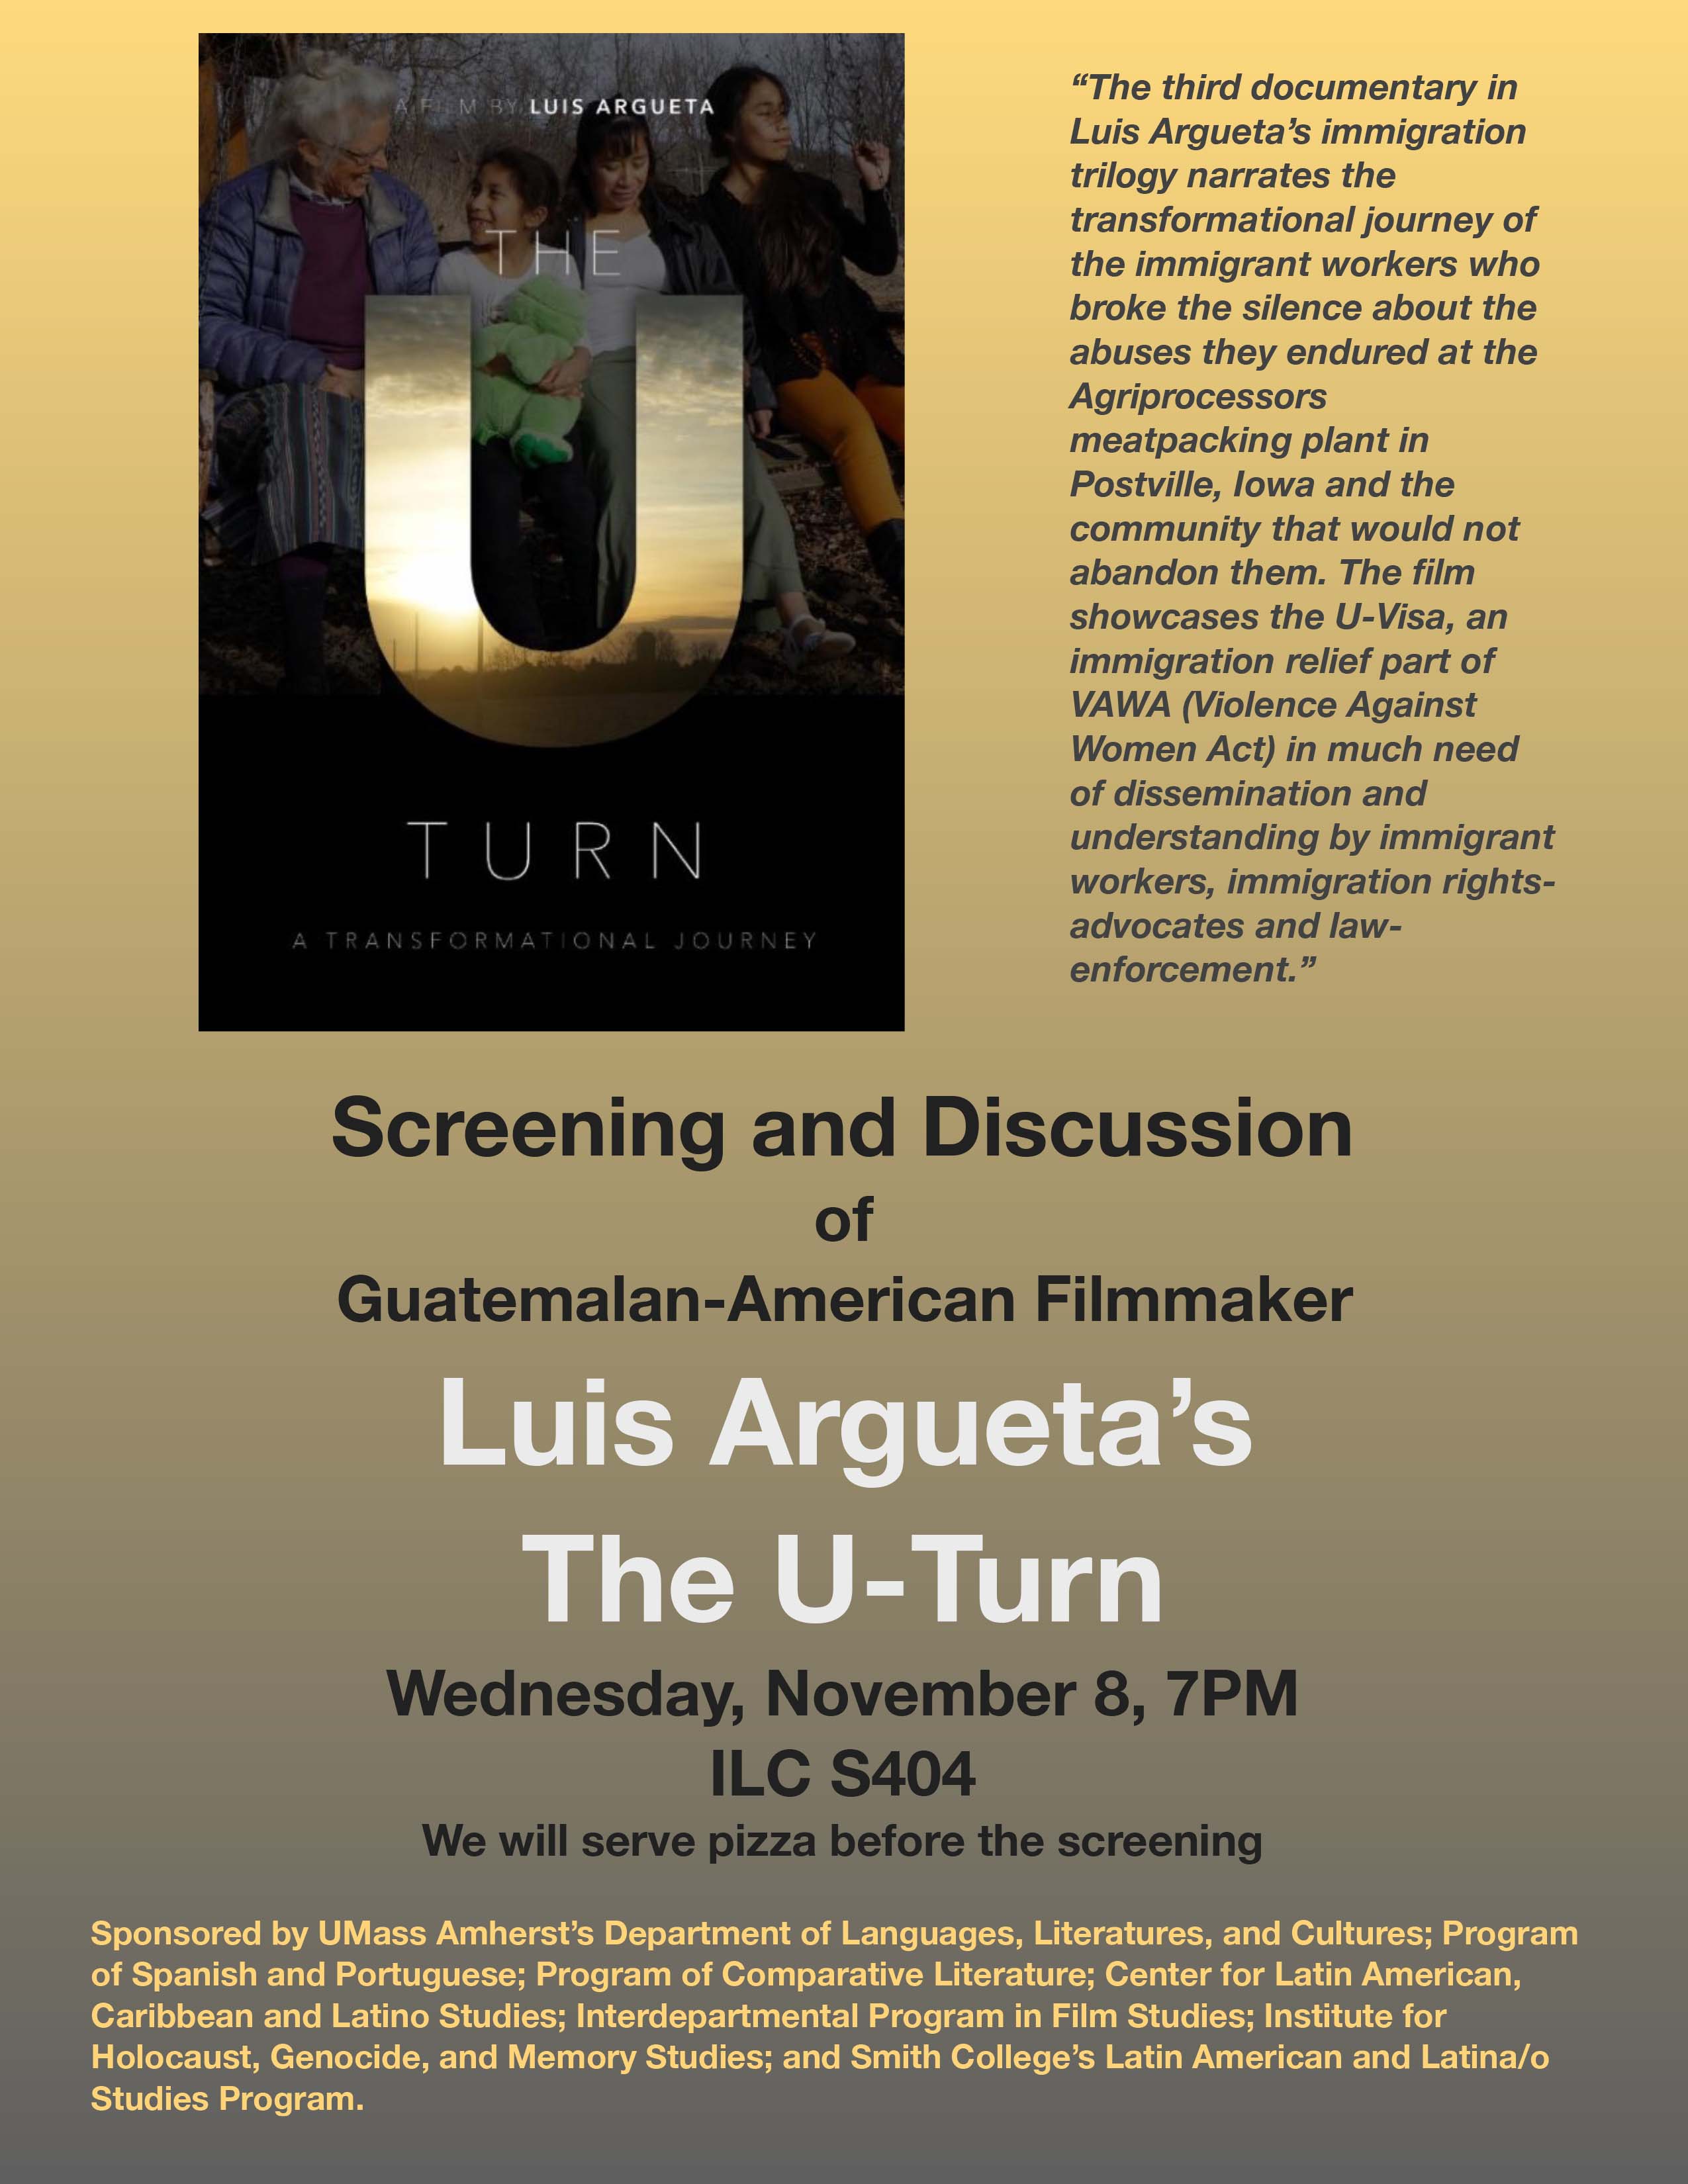 A FILM BY LUIS ARGUETA
THE
U
TURN
A TRANSFORMATIONAL JOURNEY
“The third documentary in
Luis Argueta’s immigration
trilogy narrates the
transformational journey of
the immigrant workers who
broke the silence about the
abuses they endured at the
Agriprocessors
meatpacking plant in
Postville, Iowa and the
community that would not
abandon them. The film
showcases the U-Visa, an
immigration relief part of
VAWA (Violence Against
Women Act) in much need
of dissemination and
understanding by immigrant
workers, immigration rights-
advocates and law-
enforcement.”
Screening and Discussion
of
Guatemalan-American Filmmaker
Luis Argueta’s
The U-Turn
Wednesday, November 8, 7PM
ILC S404
We will serve pizza before the screening
Sponsored by UMass Amherst’s Department of Languages, Literatures, and Cultures; Program
of Spanish and Portuguese; Program of Comparative Literature; Center for Latin American,
Caribbean and Latino Studies; Interdepartmental Program in Film Studies; Institute for
Holocaust, Genocide, and Memory Studies; and Smith College’s Latin American and Latina/o
Studies Program.